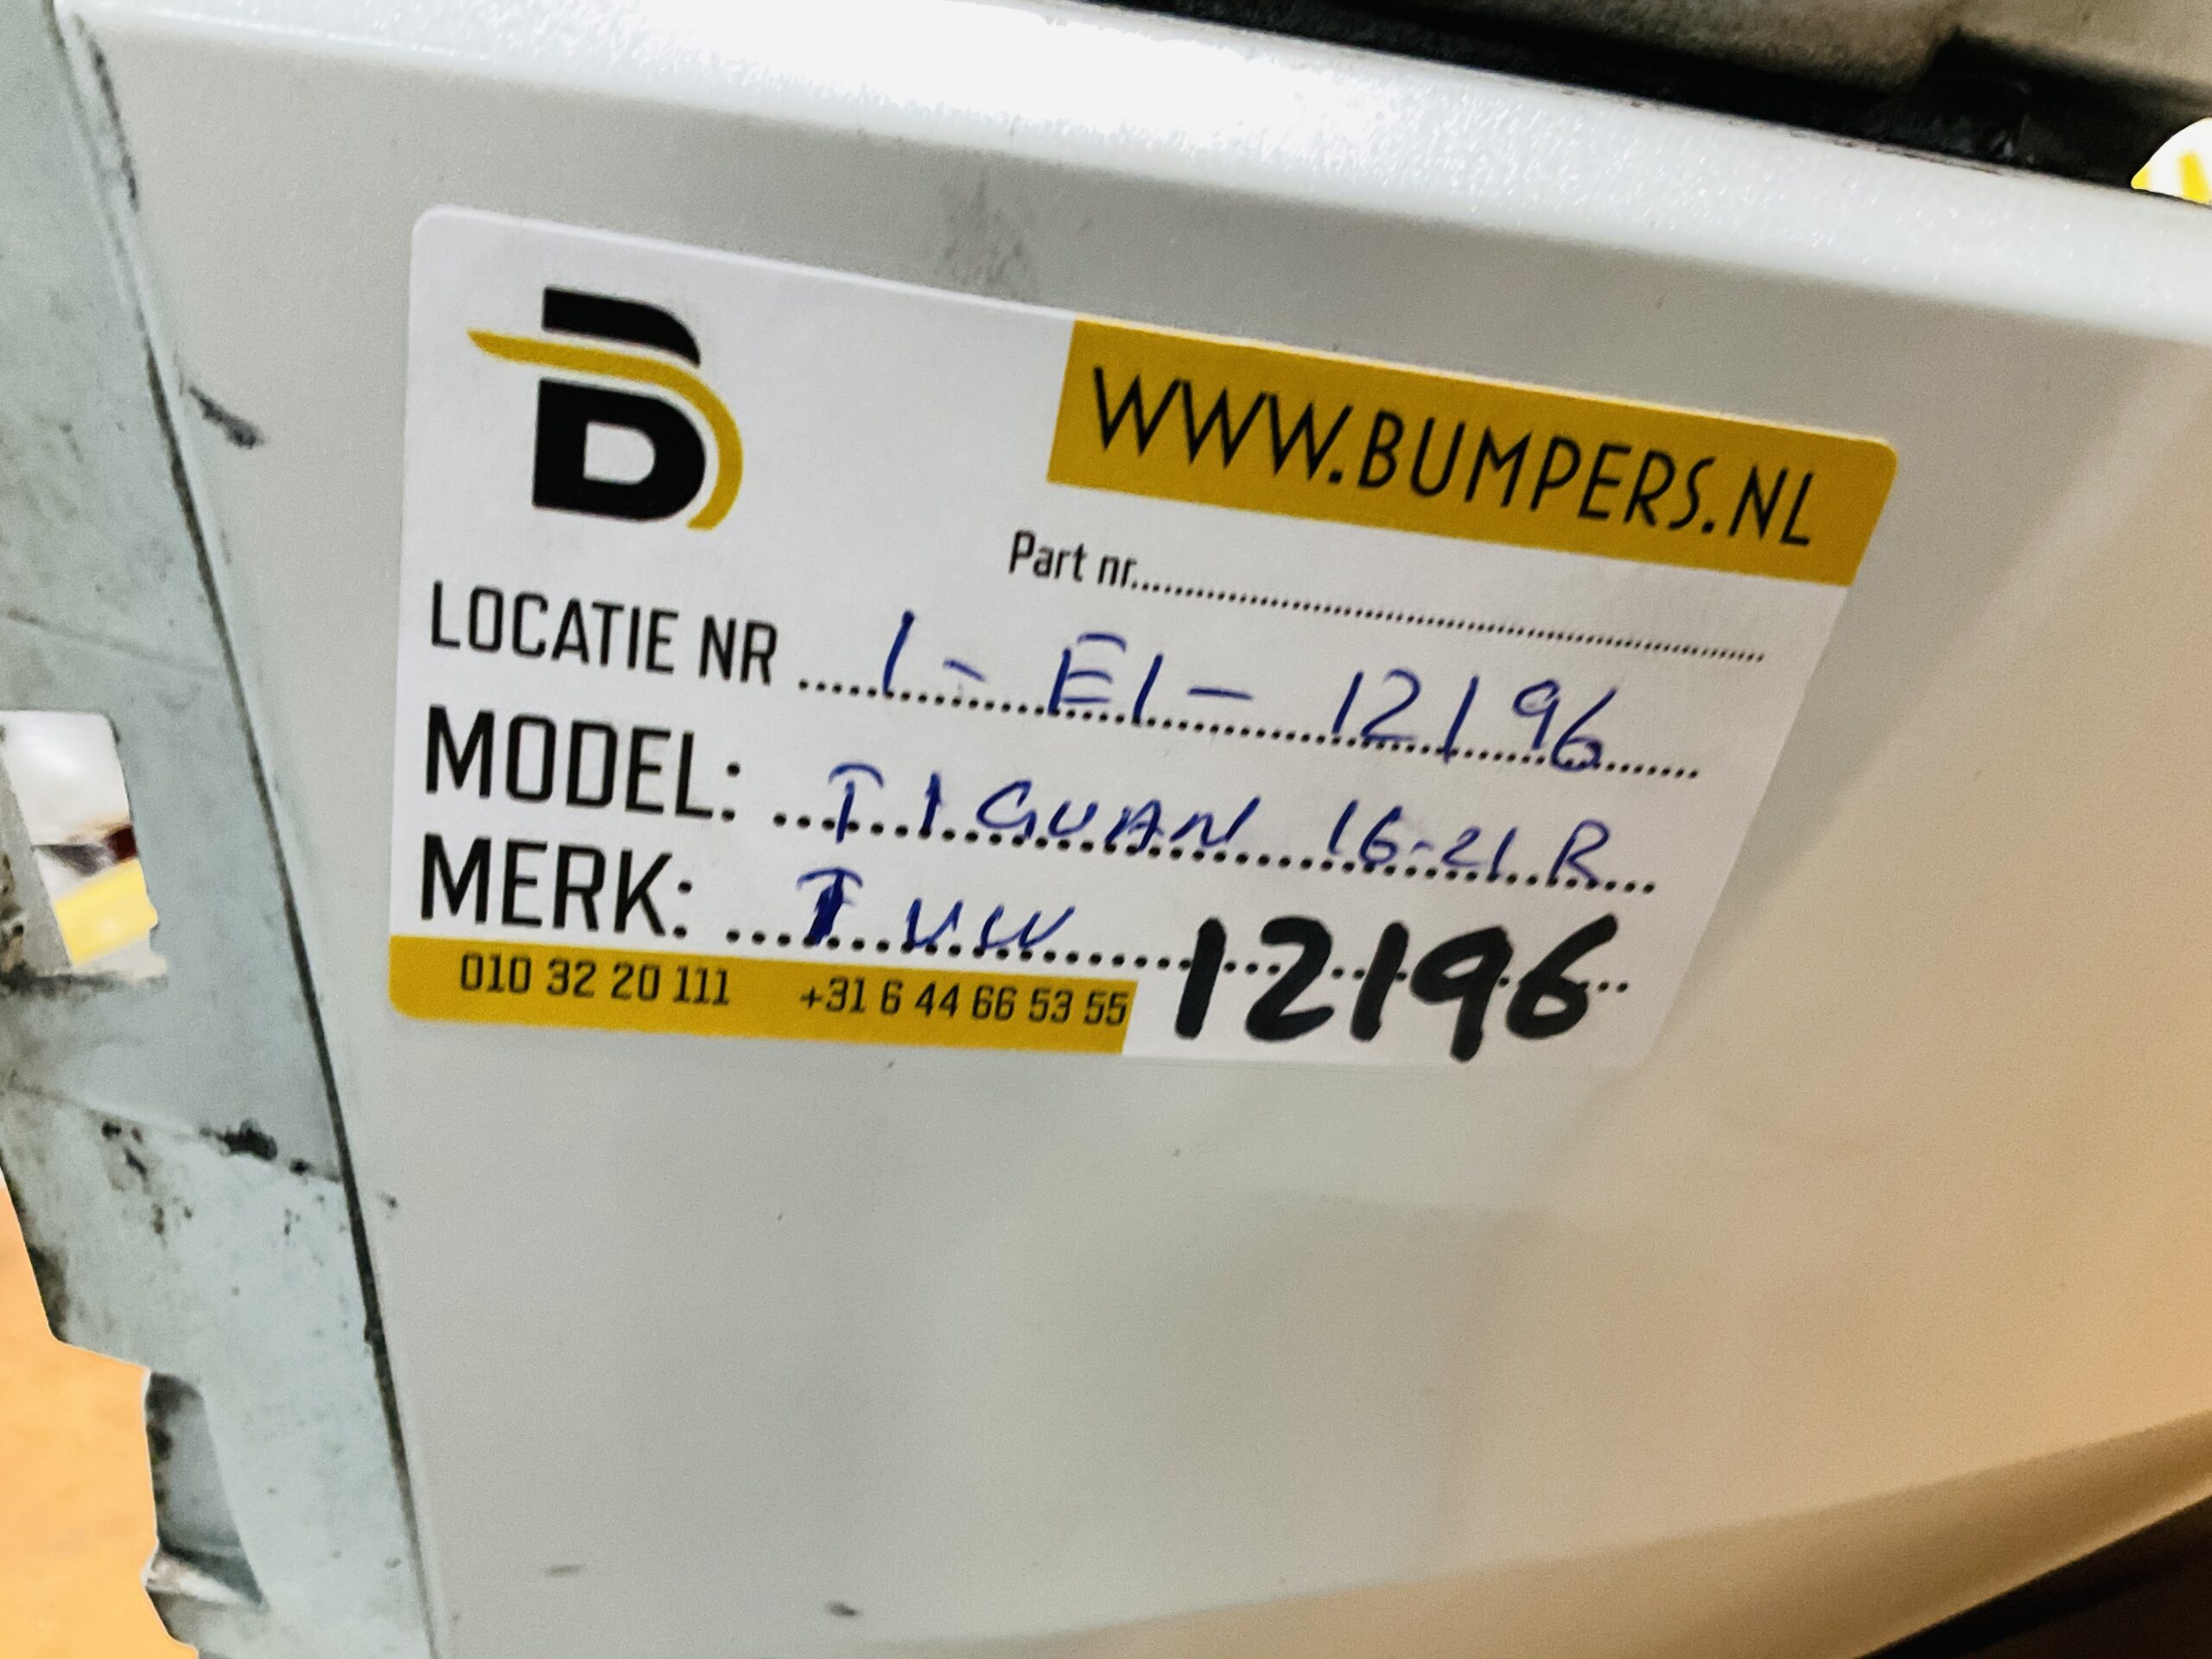 B
WWW.BUMPERS.NL
Part nr...........
LOCATIE NR 1 - E1 - 12196
MODEL: TIGUAN 16-21 R
MERK: T VW
12196
010 32 20 111 +31 6 44 66 53 55